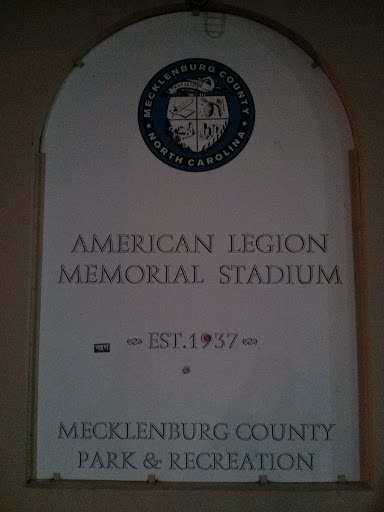 MECKLENBURG COUNTY
NORTH CAROLINA
AMERICAN LEGION
MEMORIAL STADIUM
EST.1937
MECKLENBURG COUNTY
PARK & RECREATION